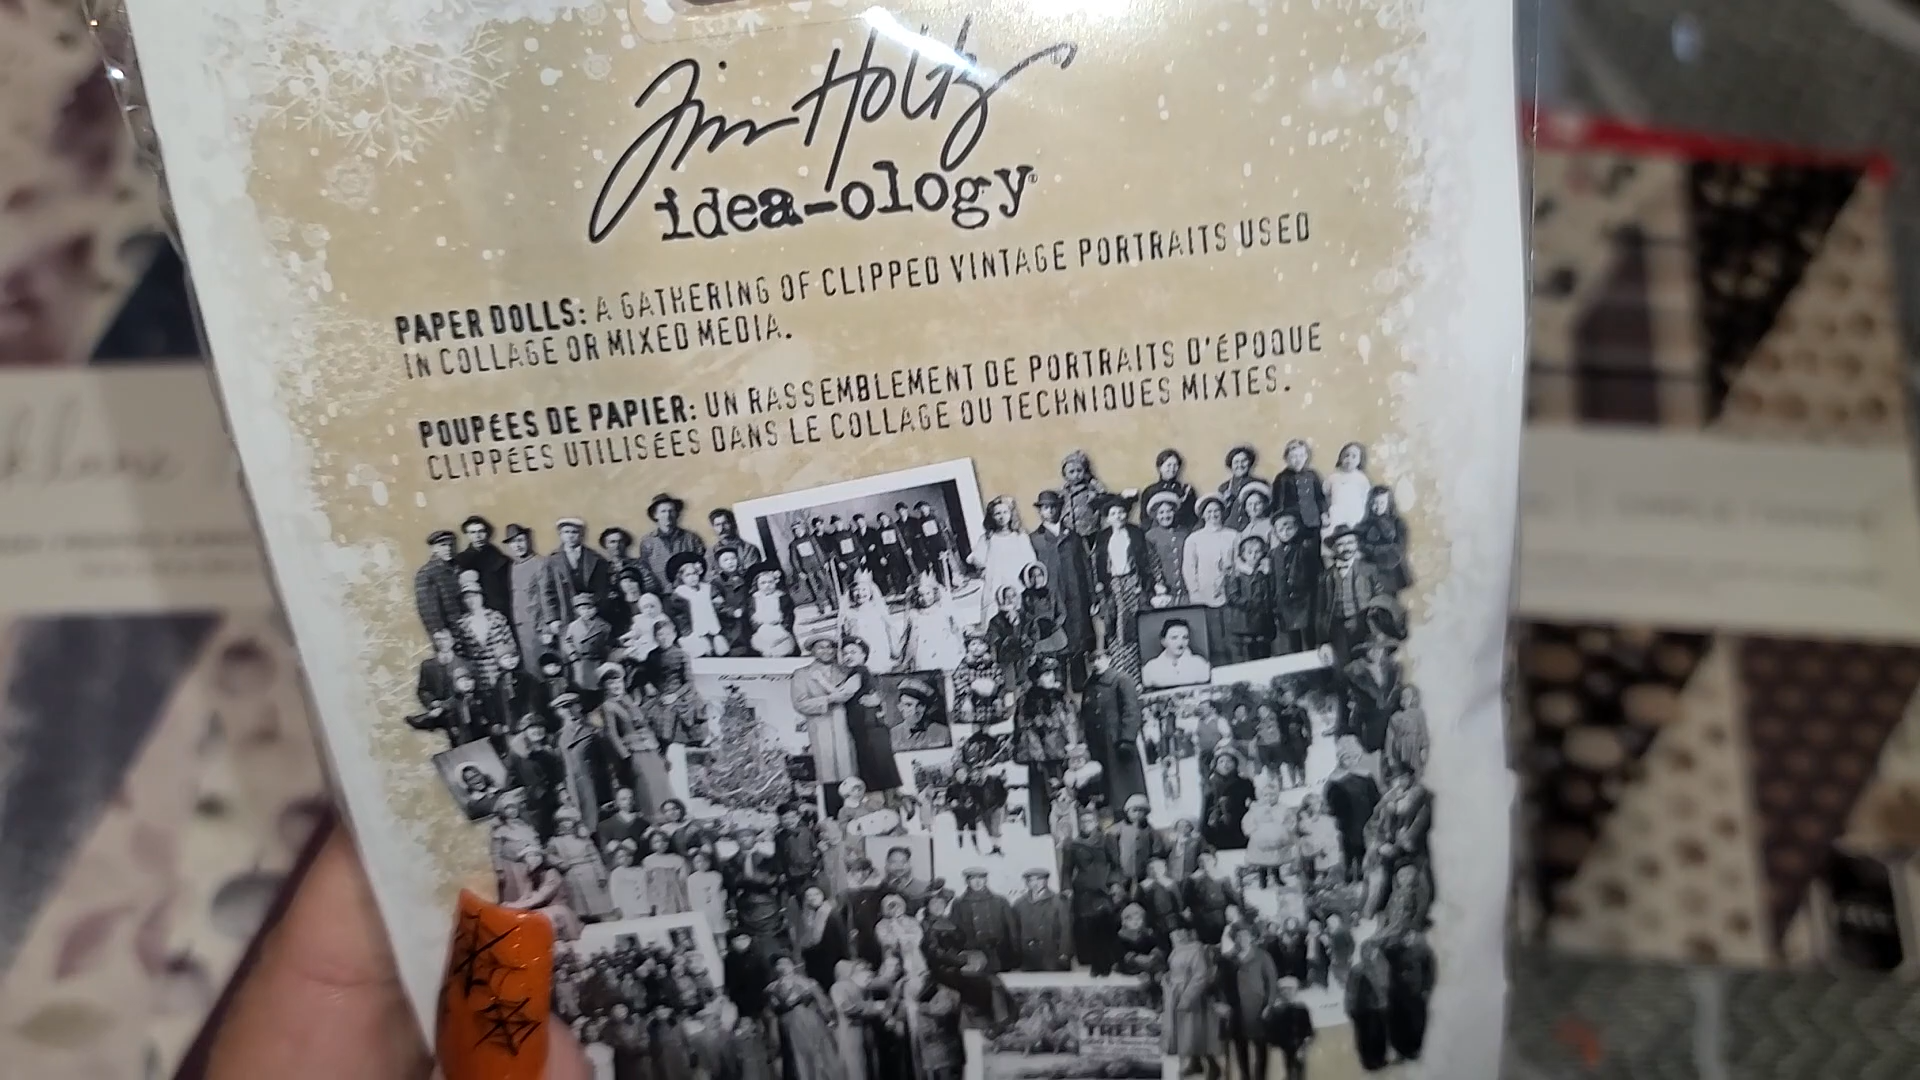 Tim Holtz®
idea-ology®
PAPER DOLLS: A GATHERING OF CLIPPED VINTAGE PORTRAITS USED
IN COLLAGE OR MIXED MEDIA.
POUPÉES DE PAPIER: UN RASSEMBLEMENT DE PORTRAITS D'ÉPOQUE
CLIPPÉES UTILISÉES DANS LE COLLAGE OU TECHNIQUES MIXTES.
TREES